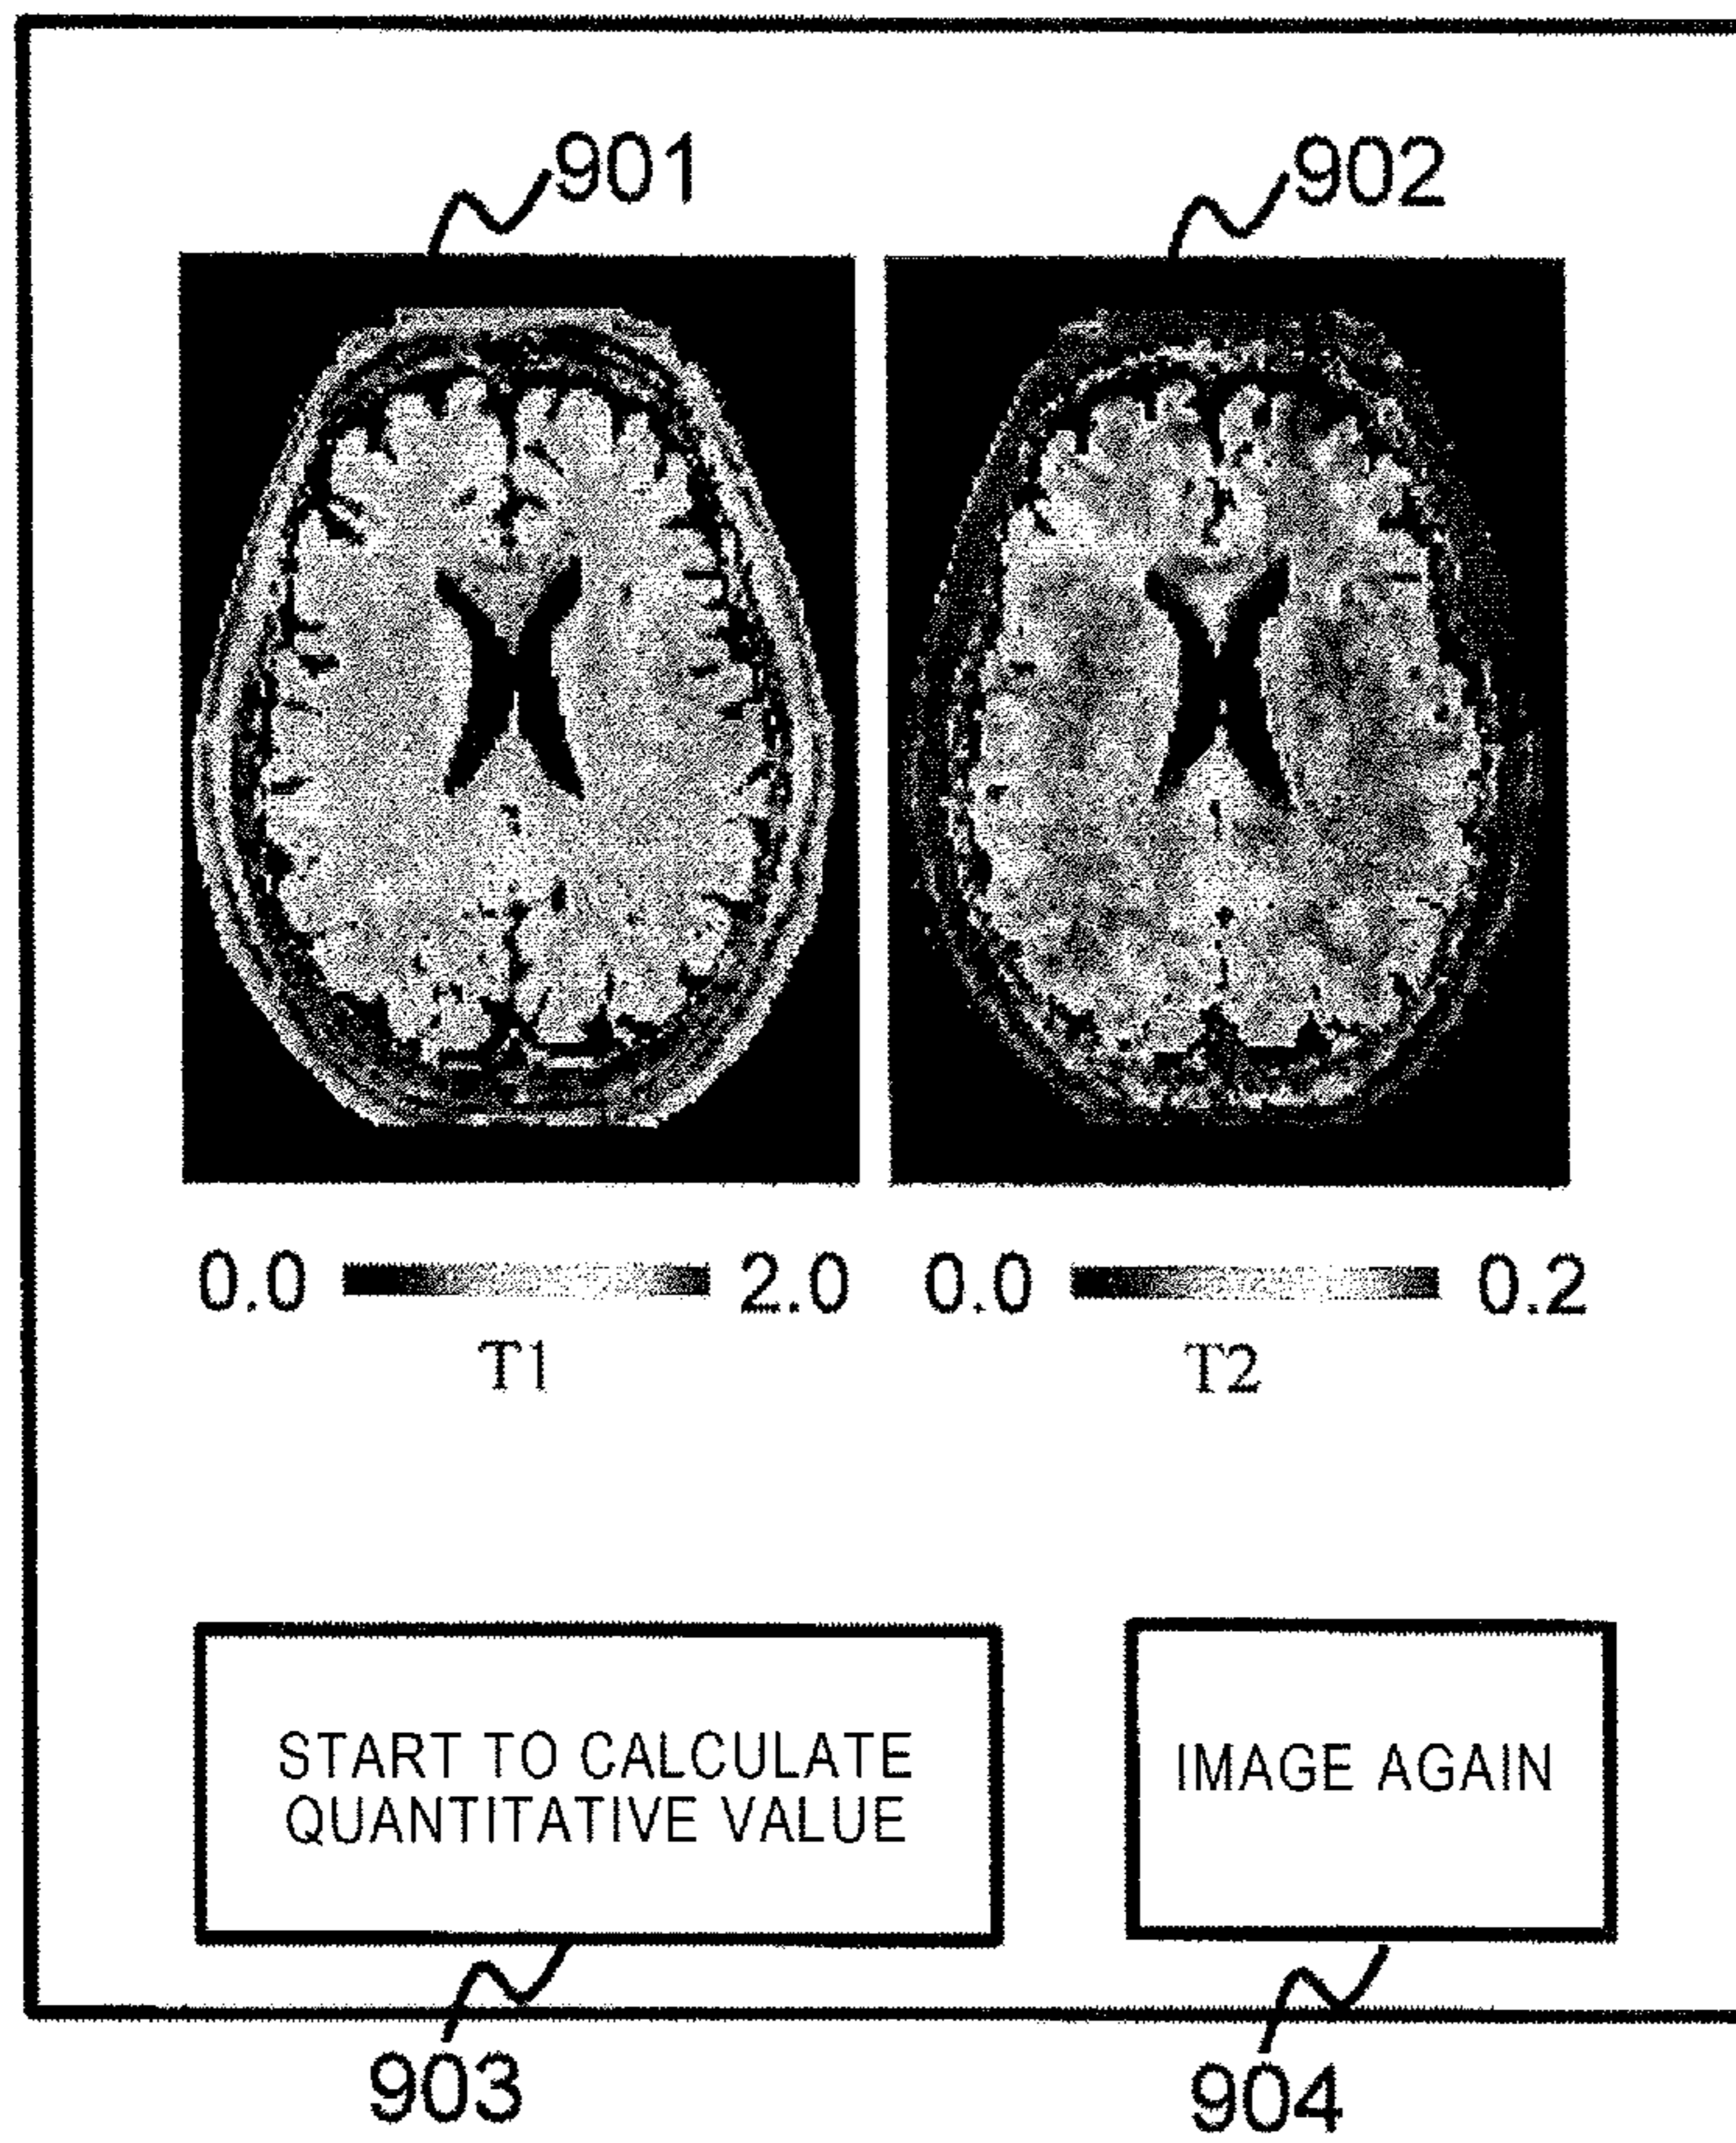 901 902
0.0 2.0 0.0 0.2
T1 T2
START TO CALCULATE
QUANTITATIVE VALUE
IMAGE AGAIN
903 904